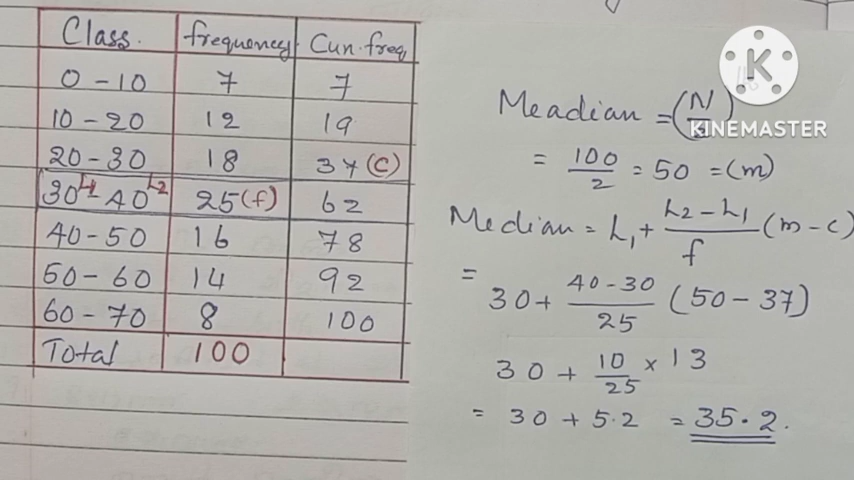 Class. frequency. Cun.freq
0 - 10 7 7
10 - 20 12 19
20 - 30 18 37 (C)
30 L1 - 40 L2 25 (f) 62
40 - 50 16 78
50 - 60 14 92
60 - 70 8 100
Total 100
K
KINEMASTER
Meadian = (N/
= 100/2 = 50 = (m)
Median = L1 + L2 - L1/f (m - c)
= 30 + 40 - 30/25 (50 - 37)
30 + 10/25 × 13
= 30 + 5.2 = 35.2.